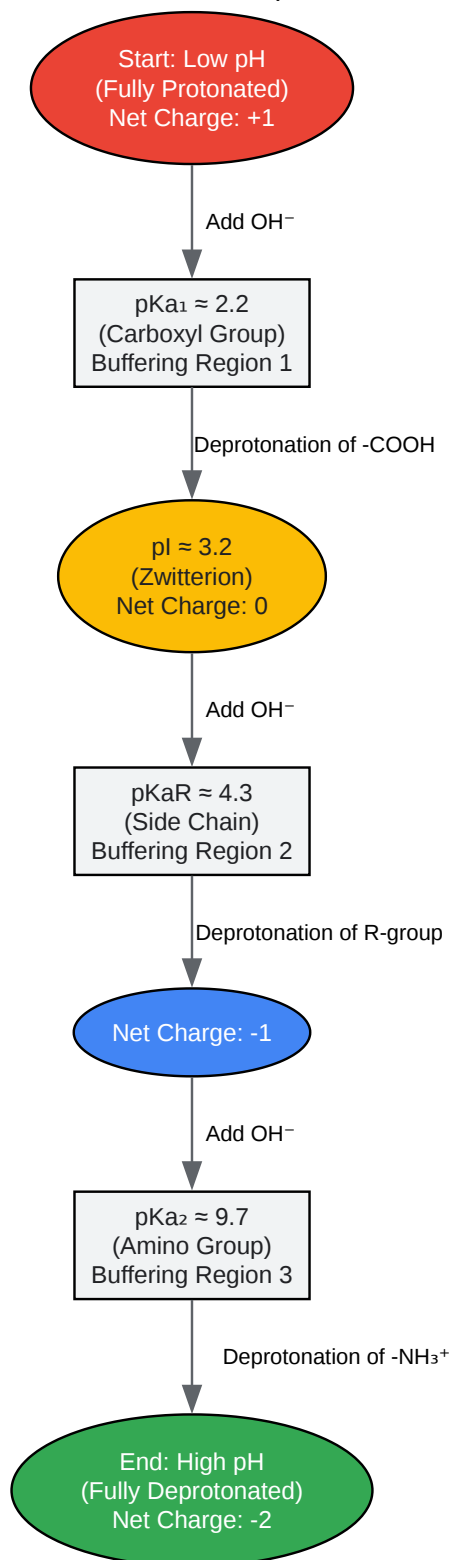 Start: Low pH
(Fully Protonated)
Net Charge: +1
Add OH⁻
pKa₁ ≈ 2.2
(Carboxyl Group)
Buffering Region 1
Deprotonation of -COOH
pI ≈ 3.2
(Zwitterion)
Net Charge: 0
Add OH⁻
pKaR ≈ 4.3
(Side Chain)
Buffering Region 2
Deprotonation of R-group
Net Charge: -1
Add OH⁻
pKa₂ ≈ 9.7
(Amino Group)
Buffering Region 3
Deprotonation of -NH₃⁺
End: High pH
(Fully Deprotonated)
Net Charge: -2